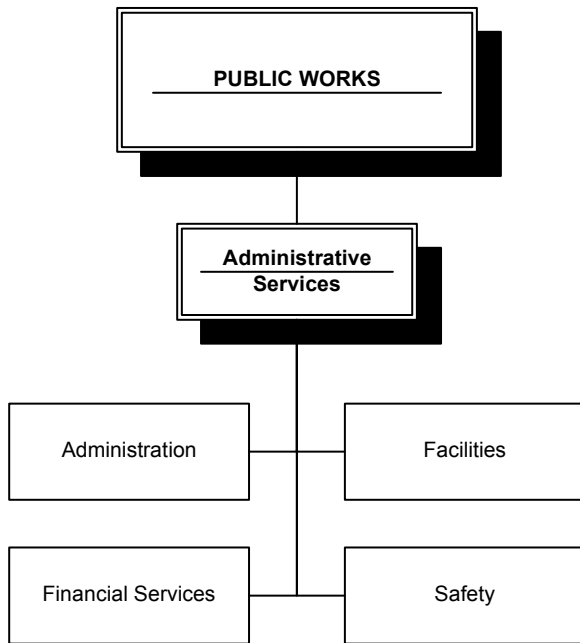 PUBLIC WORKS
Administrative
Services
Administration
Facilities
Financial Services
Safety